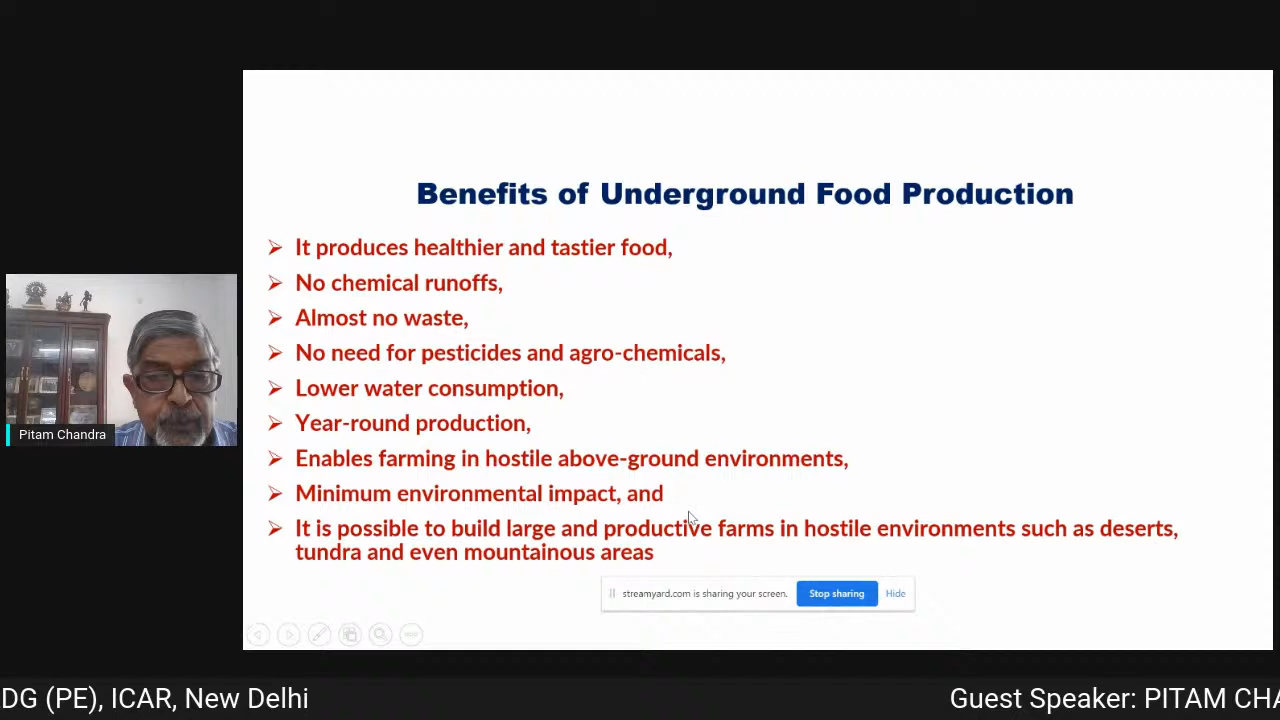 Benefits of Underground Food Production
It produces healthier and tastier food,
No chemical runoffs,
Almost no waste,
No need for pesticides and agro-chemicals,
Lower water consumption,
Year-round production,
Enables farming in hostile above-ground environments,
Minimum environmental impact, and
It is possible to build large and productive farms in hostile environments such as deserts,
tundra and even mountainous areas
Pitam Chandra
streamyard.com is sharing your screen. Stop sharing Hide
DG (PE), ICAR, New Delhi Guest Speaker: PITAM CHA